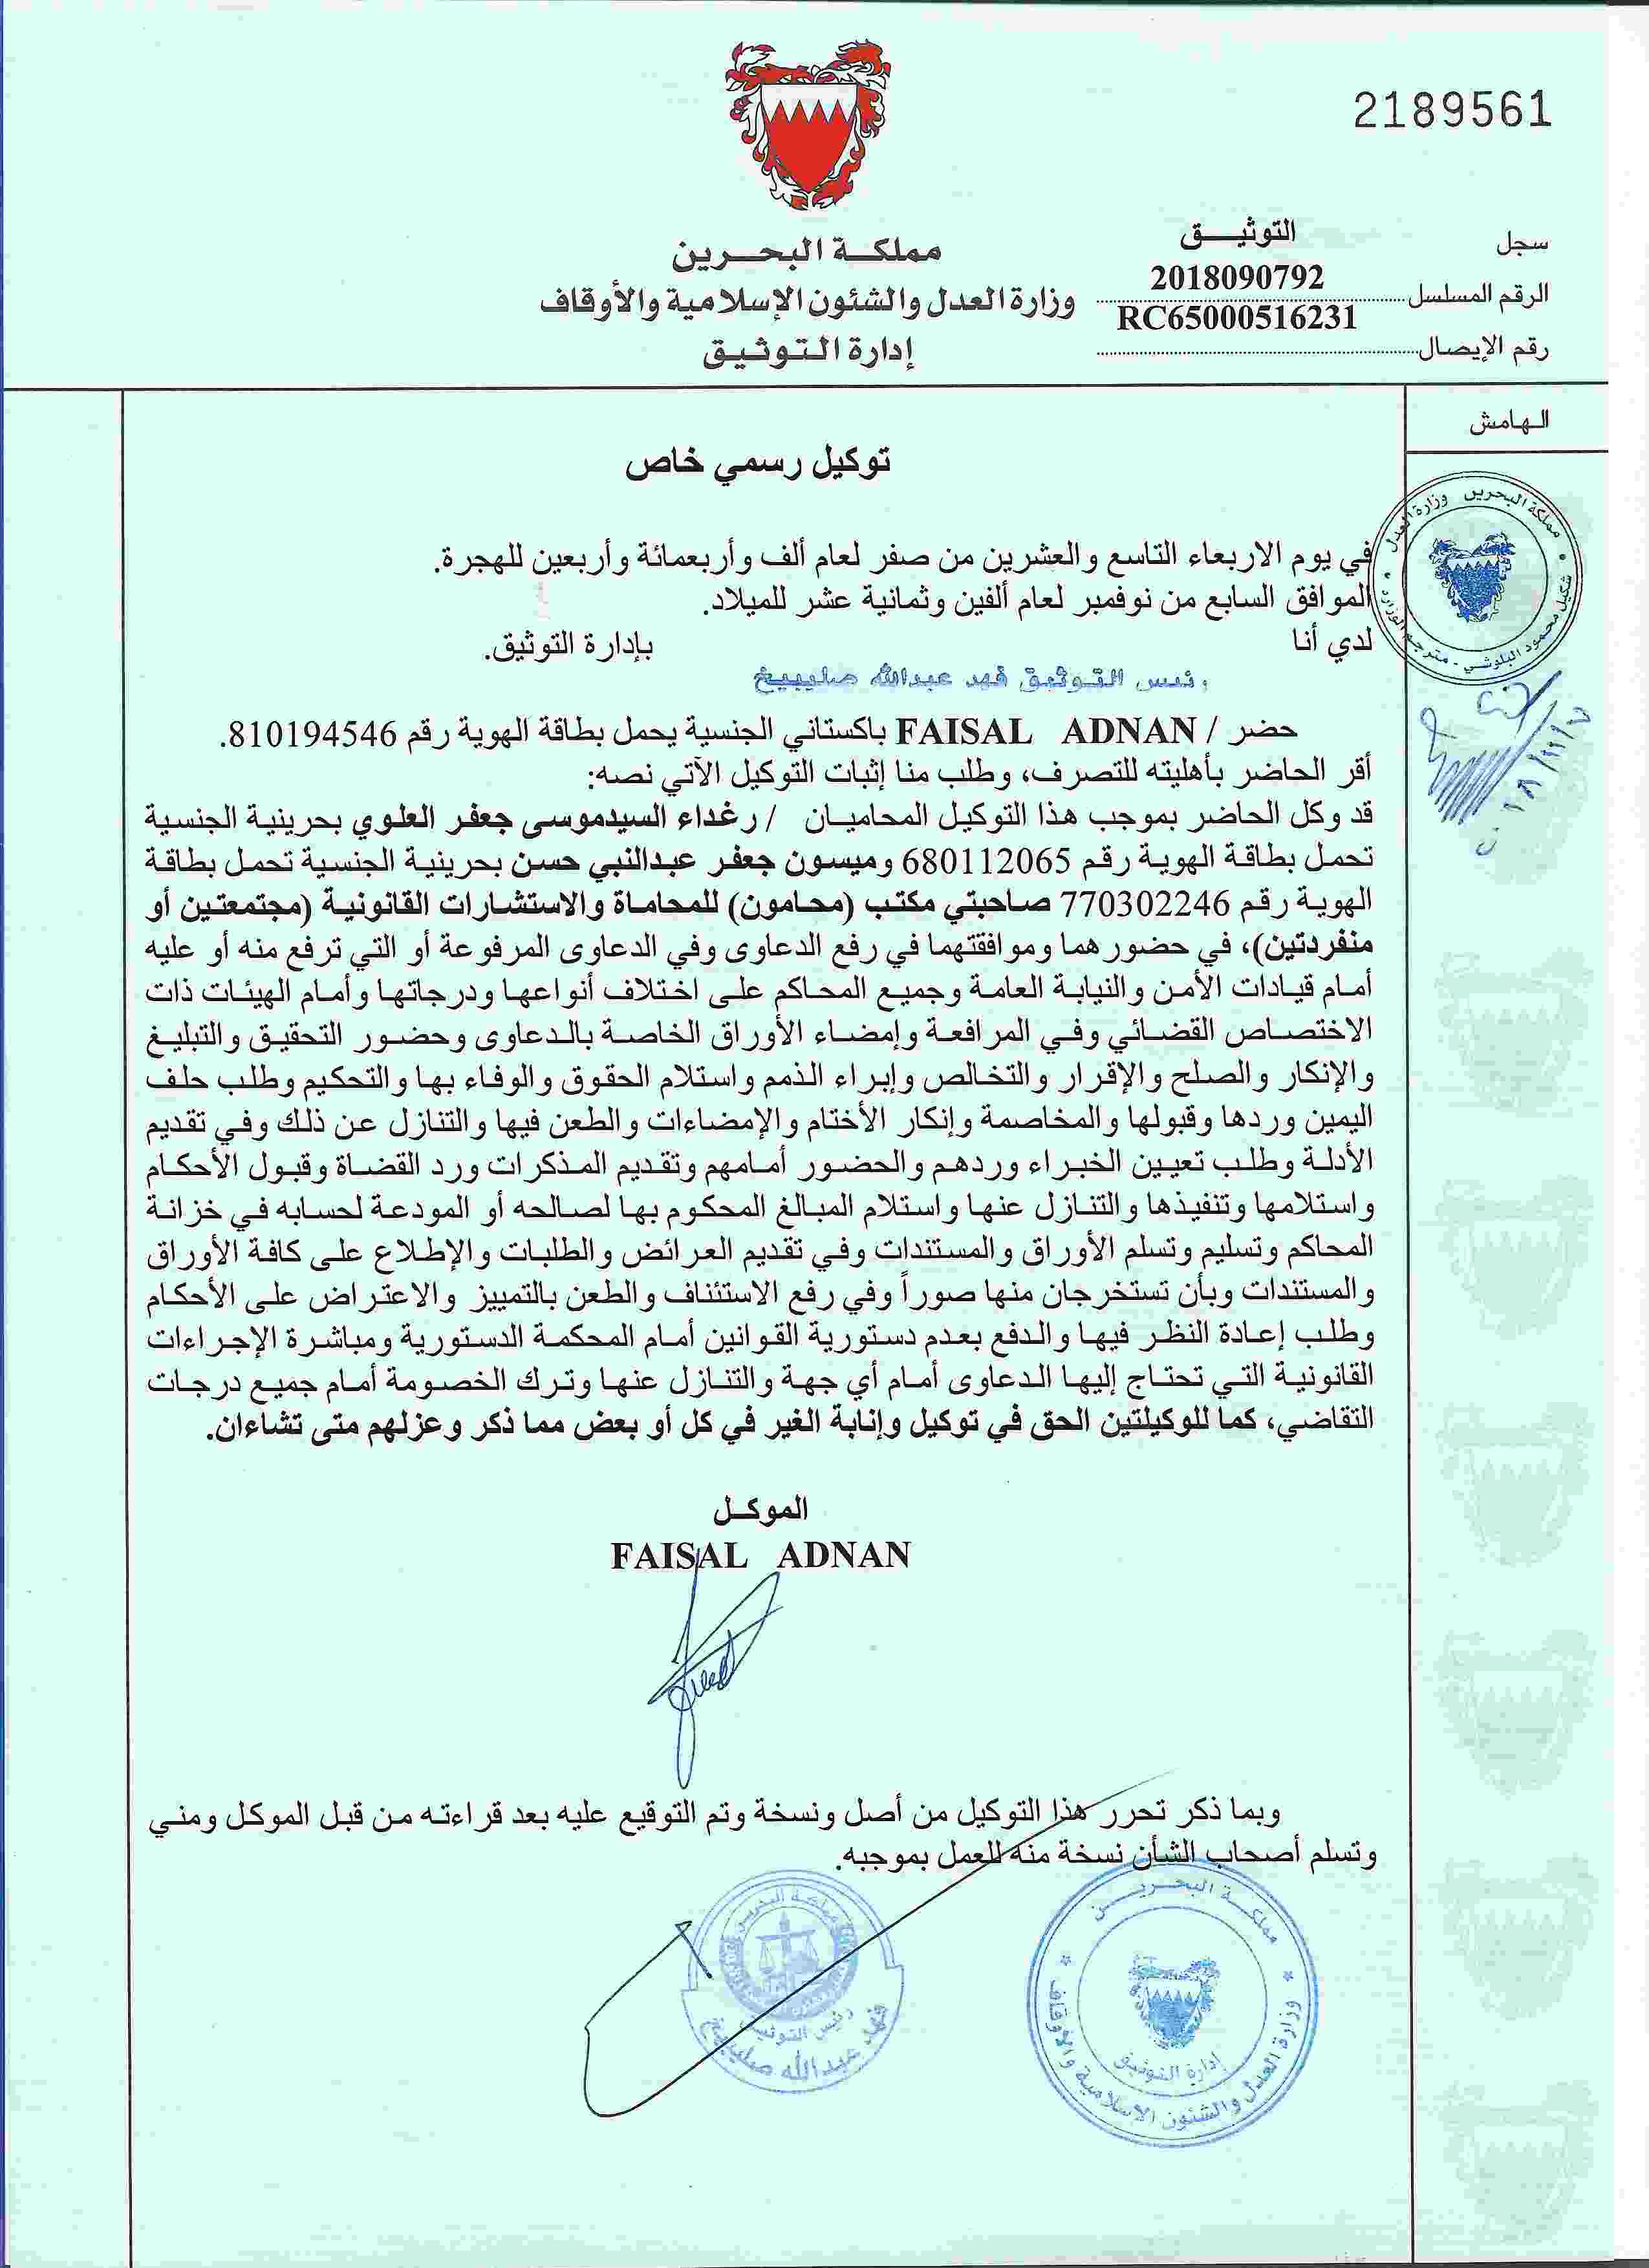 2189561
مملكة البحرين
وزارة العدل والشئون الإسلامية والأوقاف
إدارة التوثيق
سجل التوثيق
الرقم المسلسل 2018090792
رقم الإيصال RC65000516231
الهامش
توكيل رسمي خاص
في يوم الاربعاء التاسع والعشرين من صفر لعام ألف وأربعمائة وأربعين للهجرة.
الموافق السابع من نوفمبر لعام ألفين وثمانية عشر للميلاد.
لدي أنا بإدارة التوثيق.
رئيس التوثيق فهد عبدالله صليبيخ
حضر / FAISAL ADNAN باكستاني الجنسية يحمل بطاقة الهوية رقم 810194546.
أقر الحاضر بأهليته للتصرف، وطلب منا إثبات التوكيل الآتي نصه:
قد وكل الحاضر بموجب هذا التوكيل المحاميان / رغداء السيدموسى جعفر العلوي بحرينية الجنسية
تحمل بطاقة الهوية رقم 680112065 وميسون جعفر عبدالنبي حسن بحرينية الجنسية تحمل بطاقة
الهوية رقم 770302246 صاحبتي مكتب (محامون) للمحاماة والاستشارات القانونية (مجتمعتين أو
منفردتين)، في حضورهما وموافقتهما في رفع الدعاوى وفي الدعاوى المرفوعة أو التي ترفع منه أو عليه
أمام قيادات الأمن والنيابة العامة وجميع المحاكم على اختلاف أنواعها ودرجاتها وأمام الهيئات ذات
الاختصاص القضائي وفي المرافعة وإمضاء الأوراق الخاصة بالدعاوى وحضور التحقيق والتبليغ
والإنكار والصلح والإقرار والتخالص وإبراء الذمم واستلام الحقوق والوفاء بها والتحكيم وطلب حلف
اليمين وردها وقبولها والمخاصمة وإنكار الأختام والإمضاءات والطعن فيها والتنازل عن ذلك وفي تقديم
الأدلة وطلب تعيين الخبراء وردهم والحضور أمامهم وتقديم المذكرات ورد القضاة وقبول الأحكام
واستلامها وتنفيذها والتنازل عنها واستلام المبالغ المحكوم بها لصالحه أو المودعة لحسابه في خزانة
المحاكم وتسليم وتسلم الأوراق والمستندات وفي تقديم العرائض والطلبات والإطلاع على كافة الأوراق
والمستندات وبأن تستخرجان منها صوراً وفي رفع الاستئناف والطعن بالتمييز والاعتراض على الأحكام
وطلب إعادة النظر فيها والدفع بعدم دستورية القوانين أمام المحكمة الدستورية ومباشرة الإجراءات
القانونية التي تحتاج إليها الدعاوى أمام أي جهة والتنازل عنها وترك الخصومة أمام جميع درجات
التقاضي، كما للوكيلتين الحق في توكيل وإنابة الغير في كل أو بعض مما ذكر وعزلهم متى تشاءان.
الموكل
FAISAL ADNAN
وبما ذكر تحرر هذا التوكيل من أصل ونسخة وتم التوقيع عليه بعد قراءته من قبل الموكل ومني
وتسلم أصحاب الشأن نسخة منه للعمل بموجبه.
مملكة البحرين وزارة العدل
شكيل محمود البلوشي - مترجم الوزارة
مملكة البحرين
رئيس التوثيق
فهد عبدالله صليبيخ
مملكة البحرين
وزارة العدل والشئون الاسلامية والأوقاف
إدارة التوثيق